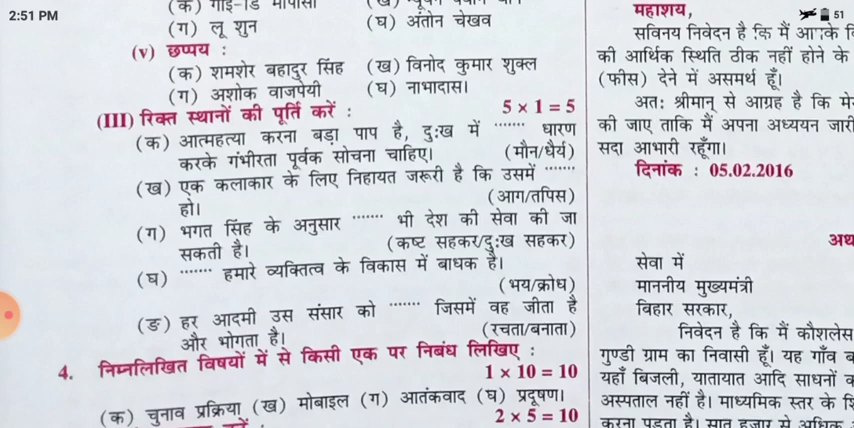 2:51 PM
51
(ग) लू शुन (घ) अंतोन चेखव
(v) छप्पय :
(क) शमशेर बहादुर सिंह (ख) विनोद कुमार शुक्ल
(ग) अशोक वाजपेयी (घ) नाभादास।
(III) रिक्त स्थानों की पूर्ति करें : 5 × 1 = 5
(क) आत्महत्या करना बड़ा पाप है, दुःख में ······· धारण
करके गंभीरता पूर्वक सोचना चाहिए। (मौन/धैर्य)
(ख) एक कलाकार के लिए निहायत जरूरी है कि उसमें ·······
हो। (आग/तपिस)
(ग) भगत सिंह के अनुसार ······· भी देश की सेवा की जा
सकती है। (कष्ट सहकर/दुःख सहकर)
(घ) ······· हमारे व्यक्तित्व के विकास में बाधक है।
(भय/क्रोध)
(ङ) हर आदमी उस संसार को ······· जिसमें वह जीता है
और भोगता है। (रचता/बनाता)
4. निम्नलिखित विषयों में से किसी एक पर निबंध लिखिए :
1 × 10 = 10
(क) चुनाव प्रक्रिया (ख) मोबाइल (ग) आतंकवाद (घ) प्रदूषण।
2 × 5 = 10
महाशय,
सविनय निवेदन है कि मैं आपके
की आर्थिक स्थिति ठीक नहीं होने के
(फीस) देने में असमर्थ हूँ।
अतः श्रीमान् से आग्रह है कि
की जाए ताकि मैं अपना अध्ययन जारी
सदा आभारी रहूँगा।
दिनांक : 05.02.2016
सेवा में
माननीय मुख्यमंत्री
बिहार सरकार,
निवेदन है कि मैं कौशलेस
गुण्डी ग्राम का निवासी हूँ। यह गाँव
यहाँ बिजली, यातायात आदि साधनों
अस्पताल नहीं है। माध्यमिक स्तर के
करना पड़ता है। सात हजार से अधिक